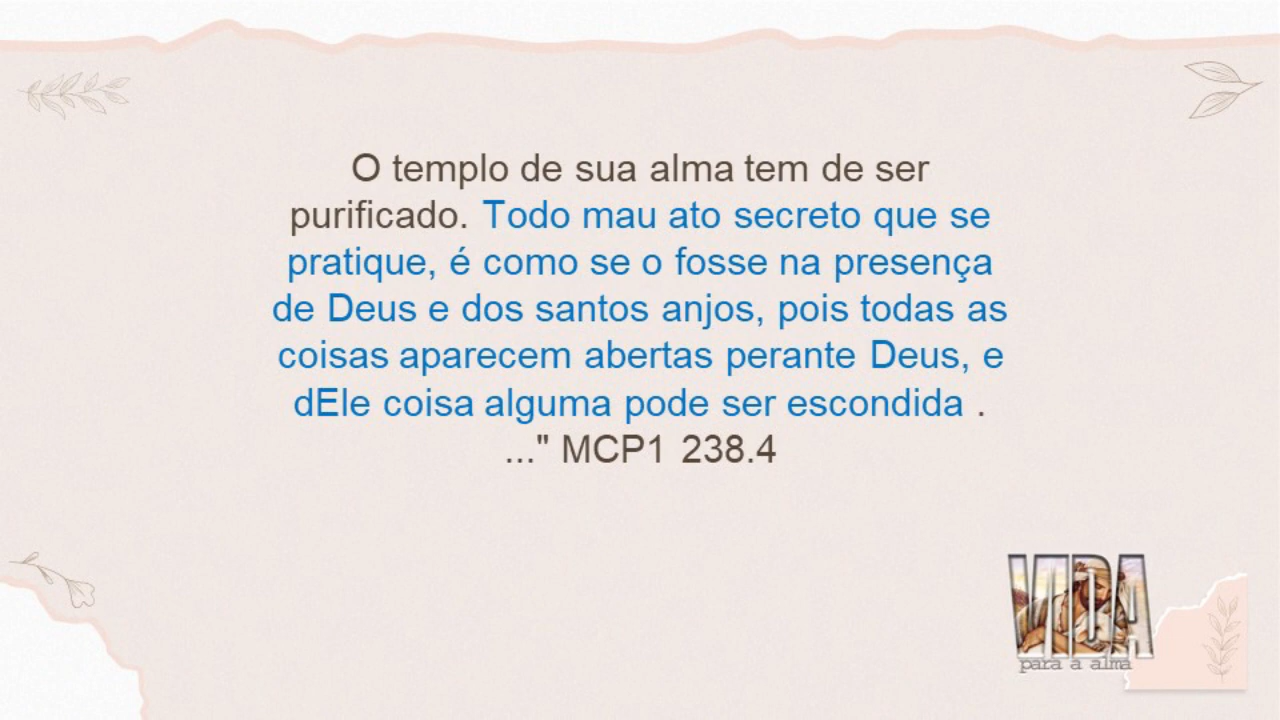 O templo de sua alma tem de ser
purificado. Todo mau ato secreto que se
pratique, é como se o fosse na presença
de Deus e dos santos anjos, pois todas as
coisas aparecem abertas perante Deus, e
dEle coisa alguma pode ser escondida .
..." MCP1 238.4
VIDA
para a alma